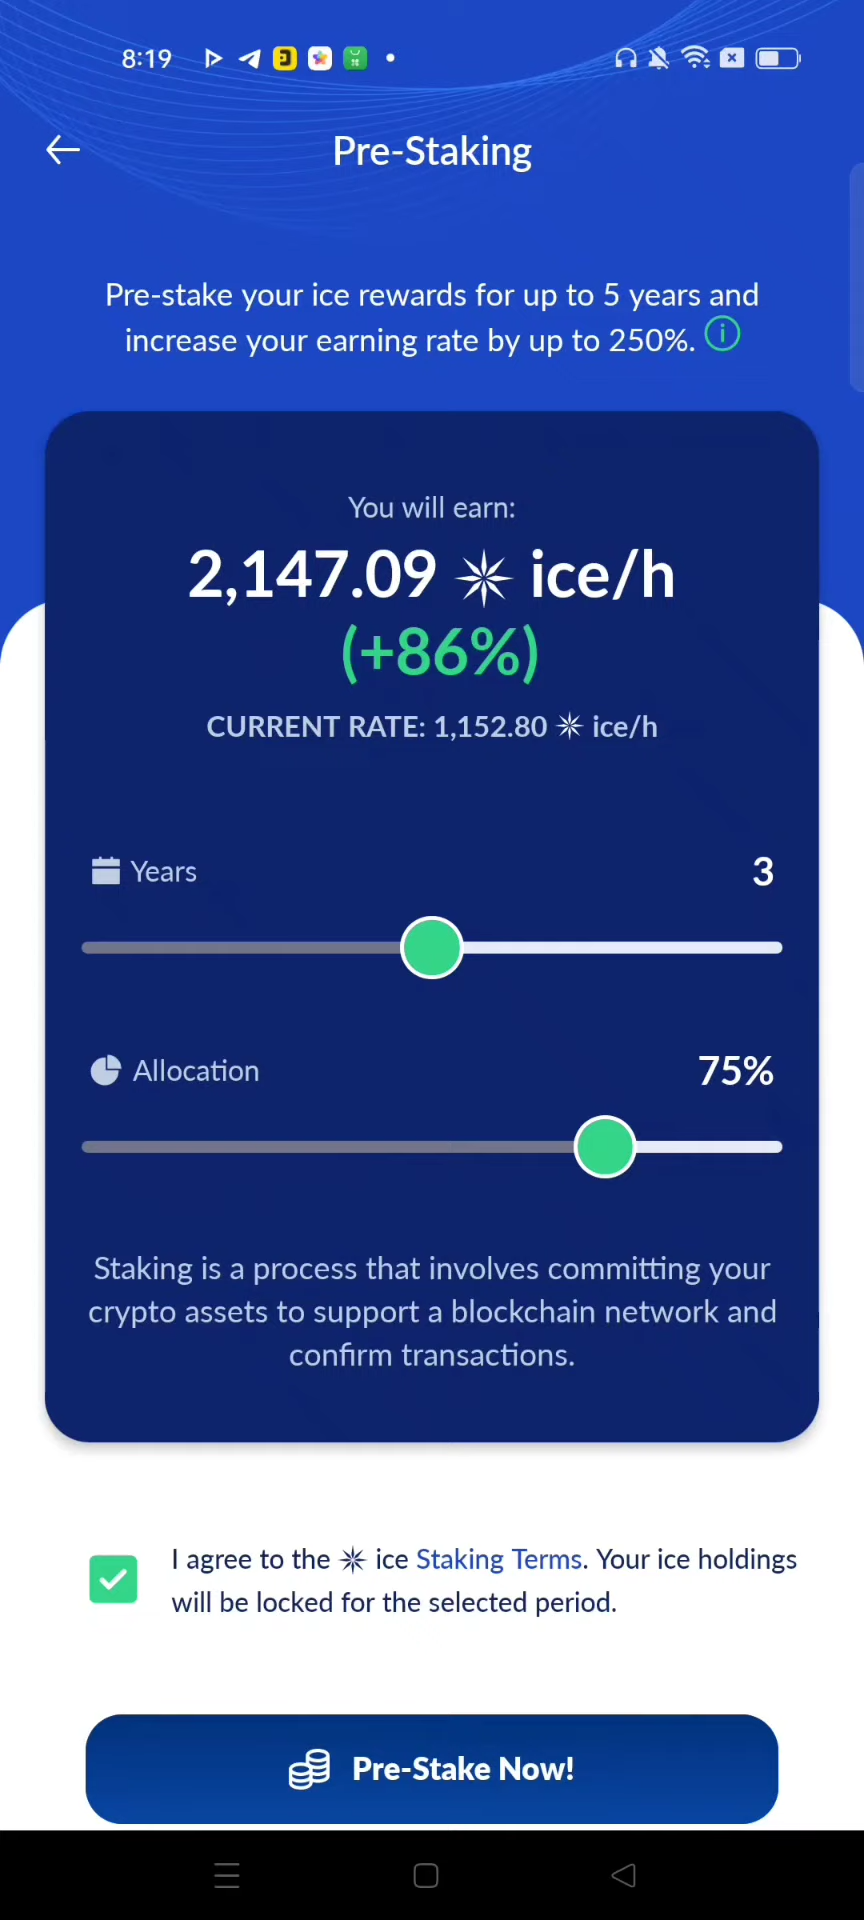 8:19
Pre-Staking
Pre-stake your ice rewards for up to 5 years and
increase your earning rate by up to 250%.
You will earn:
2,147.09 ice/h
(+86%)
CURRENT RATE: 1,152.80 ice/h
Years 3
Allocation 75%
Staking is a process that involves committing your
crypto assets to support a blockchain network and
confirm transactions.
I agree to the ice Staking Terms. Your ice holdings
will be locked for the selected period.
Pre-Stake Now!